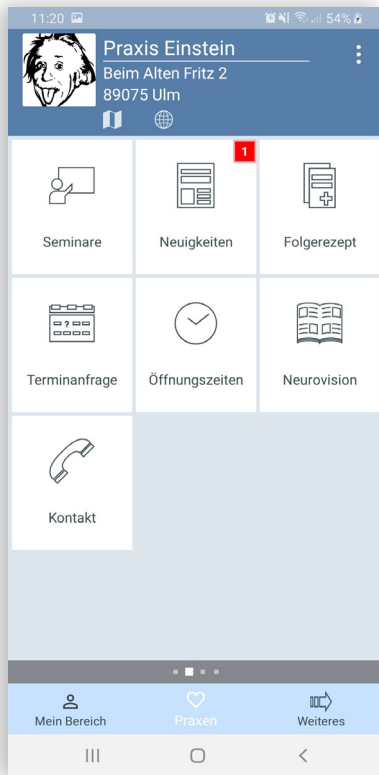 11:20 54%
Praxis Einstein
Beim Alten Fritz 2
89075 Ulm
1
Seminare Neuigkeiten Folgerezept
Terminanfrage Öffnungszeiten Neurovision
Kontakt
Mein Bereich Praxen Weiteres